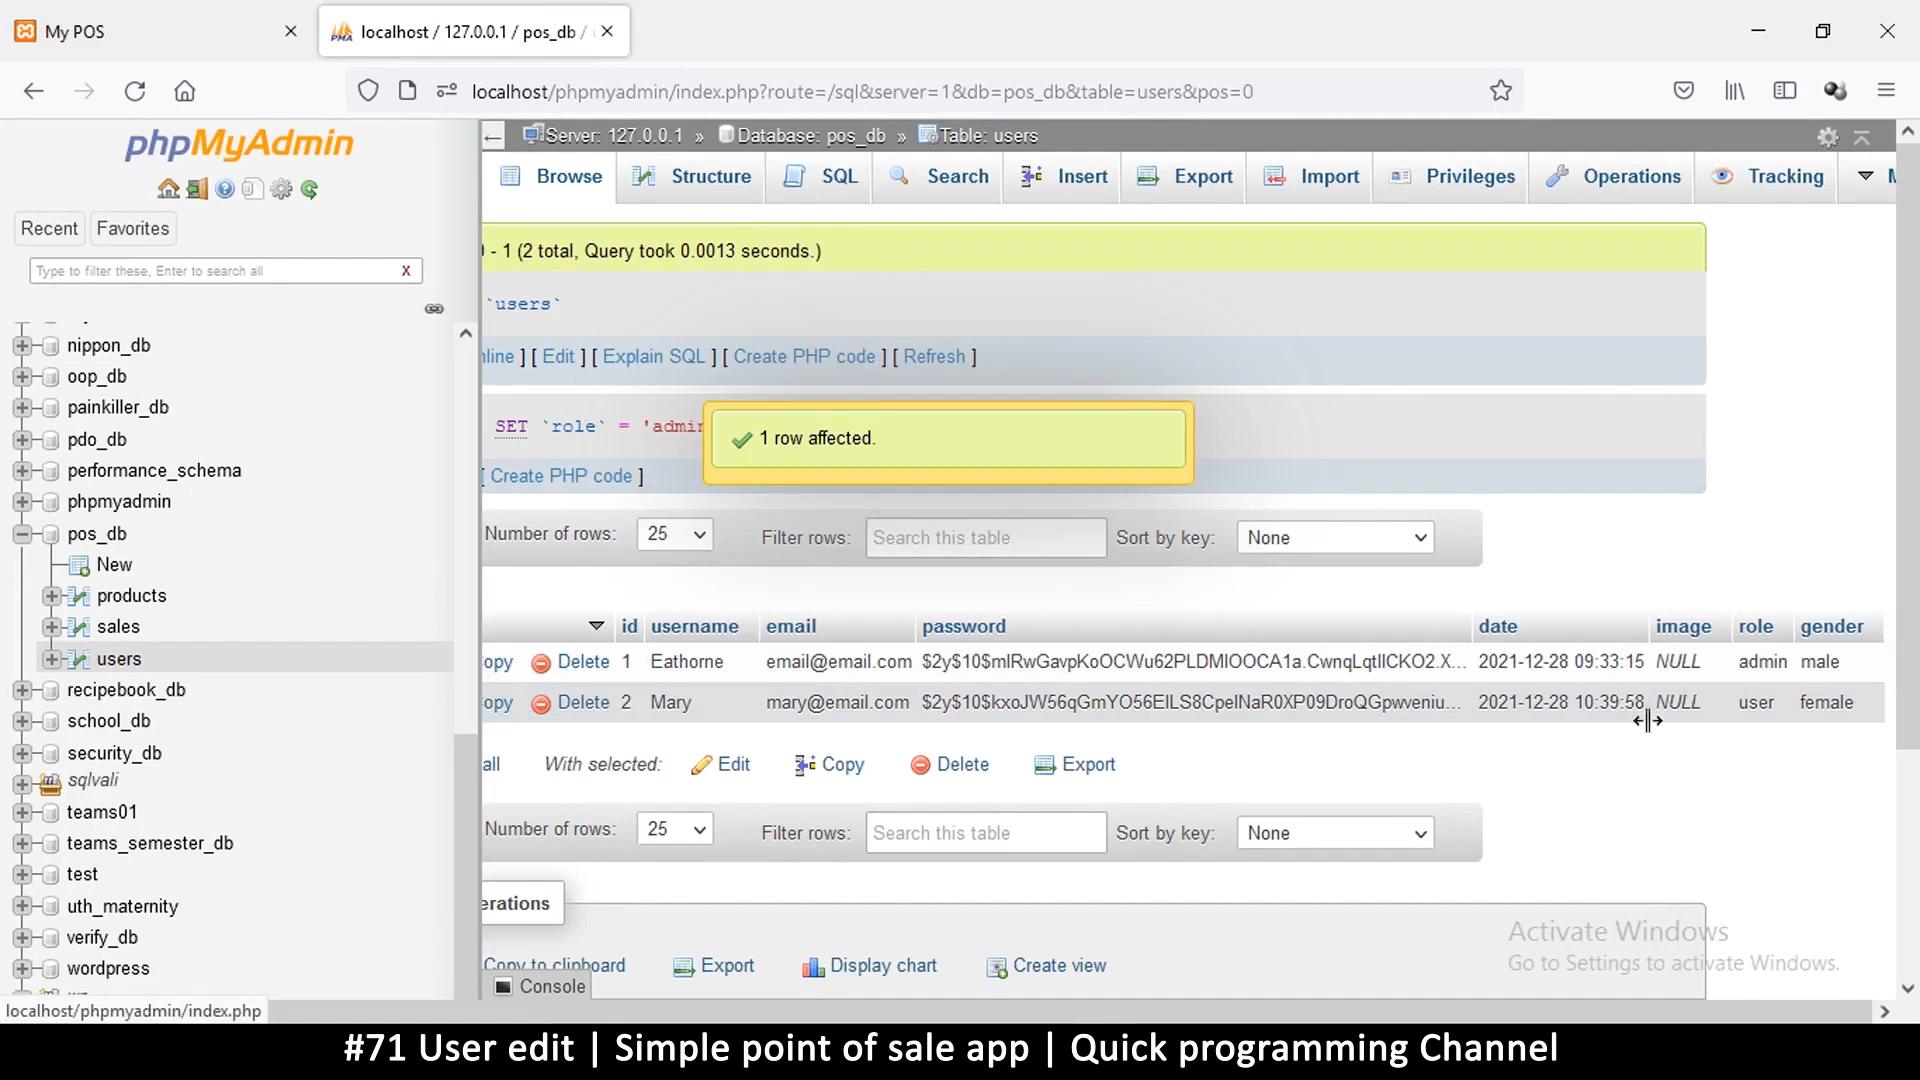 My POS
localhost / 127.0.0.1 / pos_db /
localhost/phpmyadmin/index.php?route=/sql&server=1&db=pos_db&table=users&pos=0
phpMyAdmin
Recent
Favorites
Type to filter these, Enter to search all
X
nippon_db
oop_db
painkiller_db
pdo_db
performance_schema
phpmyadmin
pos_db
New
products
sales
users
recipebook_db
school_db
security_db
sqlvali
teams01
teams_semester_db
test
uth_maternity
verify_db
wordpress
localhost/phpmyadmin/index.php
Server: 127.0.0.1 » Database: pos_db » Table: users
Browse Structure SQL Search Insert Export Import Privileges Operations Tracking
- 1 (2 total, Query took 0.0013 seconds.)
`users`
nline ] [ Edit ] [ Explain SQL ] [ Create PHP code ] [ Refresh ]
SET `role` = 'admin
1 row affected.
[ Create PHP code ]
Number of rows: 25 Filter rows: Search this table Sort by key: None
id username email password date image role gender
opy Delete 1 Eathorne email@email.com $2y$10$mlRwGavpKoOCWu62PLDMIOOCA1a.CwnqLqtlICKO2.X... 2021-12-28 09:33:15 NULL admin male
opy Delete 2 Mary mary@email.com $2y$10$kxoJW56qGmYO56EILS8CpelNaR0XP09DroQGpwveniu... 2021-12-28 10:39:58 NULL user female
all With selected: Edit Copy Delete Export
Number of rows: 25 Filter rows: Search this table Sort by key: None
erations
Copy to clipboard Export Display chart Create view
Console
Activate Windows
Go to Settings to activate Windows.
#71 User edit | Simple point of sale app | Quick programming Channel